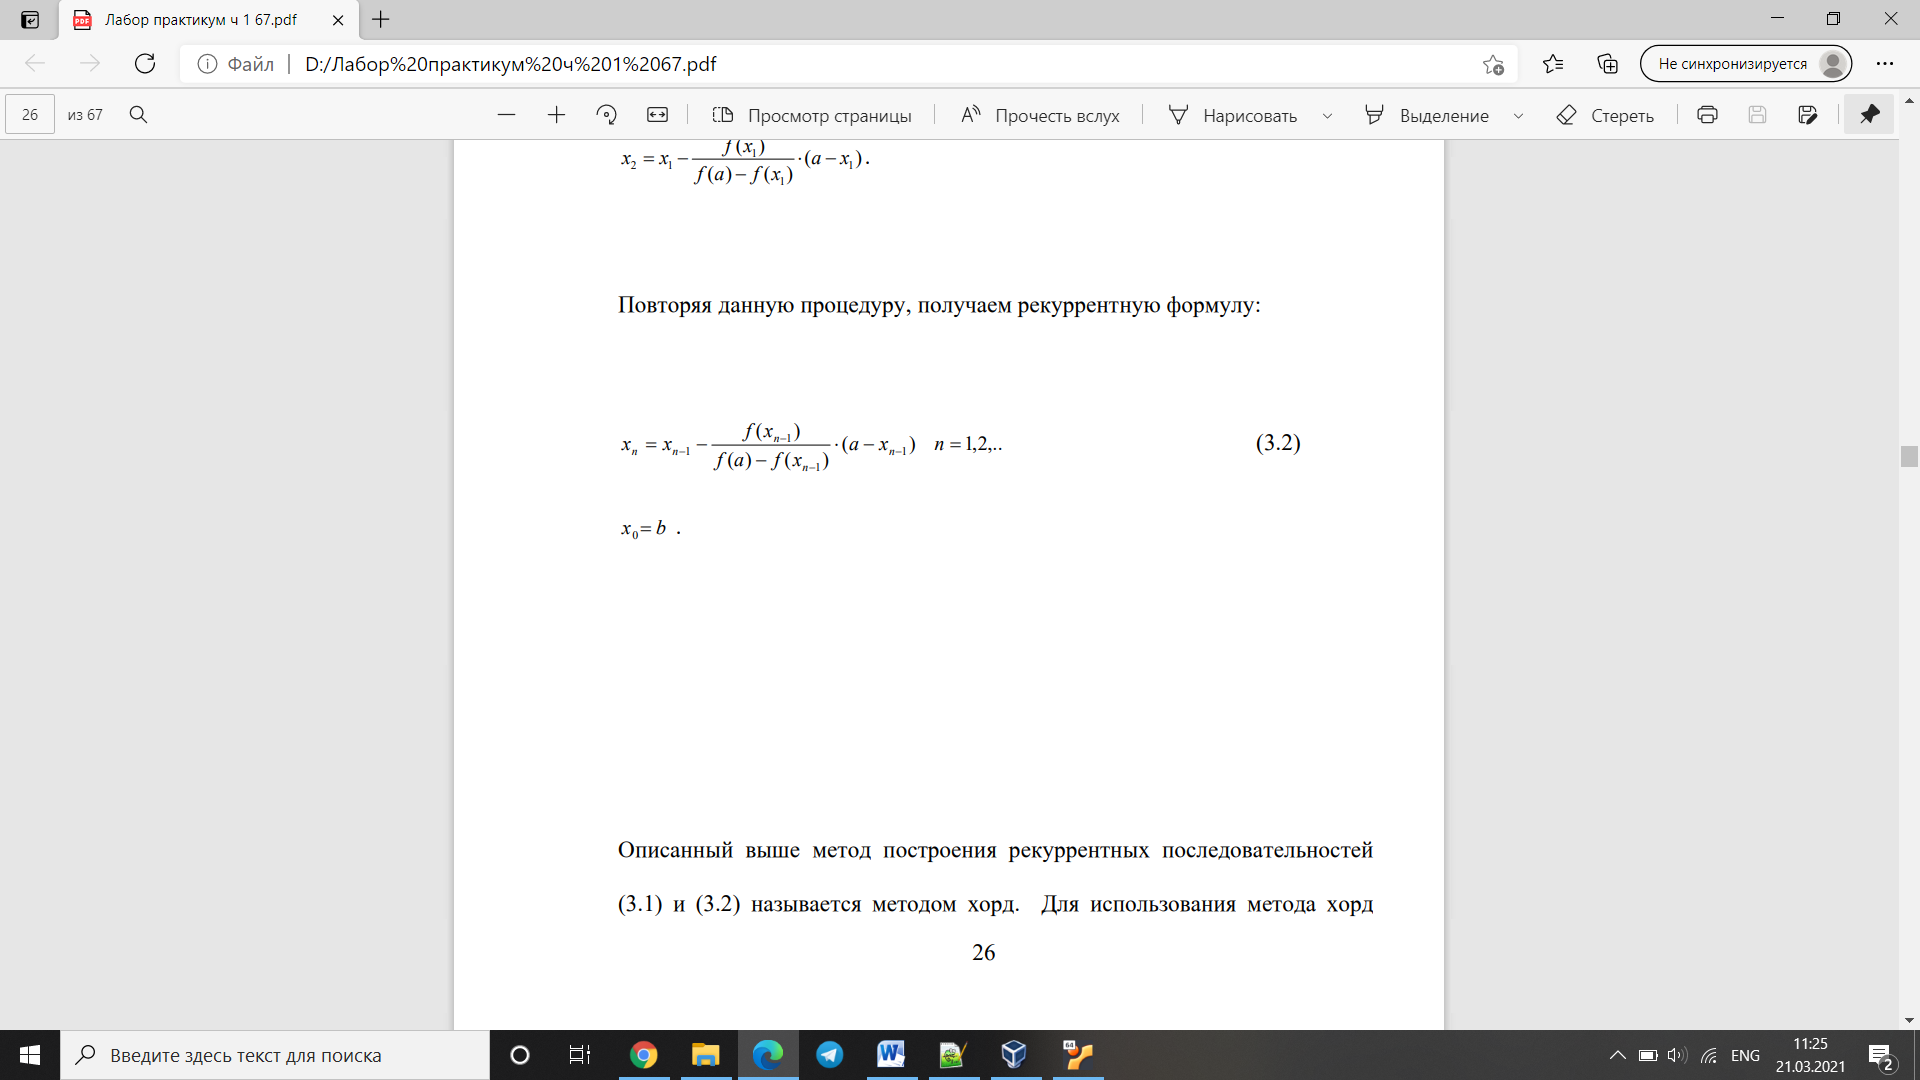 Лабор практикум ч 1 67.pdf
Файл | D:/Лабор%20практикум%20ч%201%2067.pdf
Не синхронизируется
26 из 67
Просмотр страницы
Прочесть вслух
Нарисовать
Выделение
Стереть
x₂ = x₁ − f(x₁) / (f(a) − f(x₁)) · (a − x₁).
Повторяя данную процедуру, получаем рекуррентную формулу:
xₙ = xₙ₋₁ − f(xₙ₋₁) / (f(a) − f(xₙ₋₁)) · (a − xₙ₋₁) n = 1,2,.. (3.2)
x₀ = b .
Описанный выше метод построения рекуррентных последовательностей
(3.1) и (3.2) называется методом хорд. Для использования метода хорд
26
Введите здесь текст для поиска
ENG
11:25
21.03.2021
2